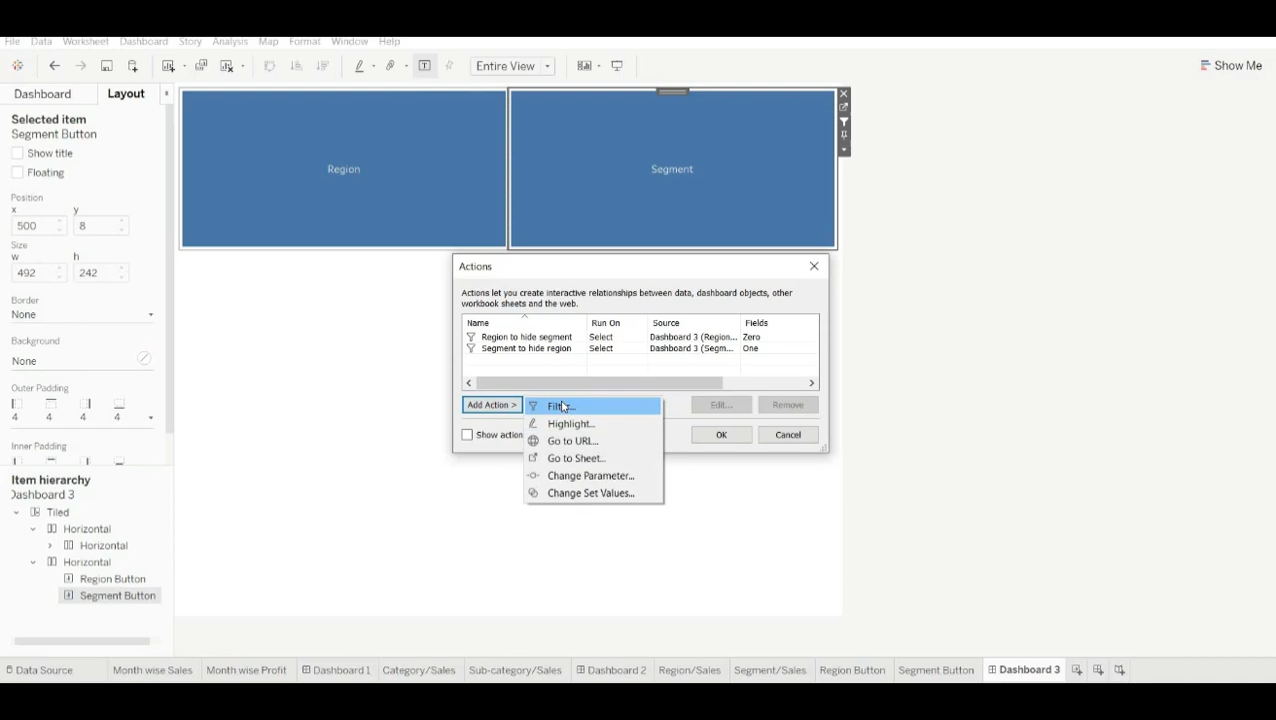 File Data Worksheet Dashboard Story Analysis Map Format Window Help
Entire View
Show Me
Dashboard Layout
Selected item
Segment Button
Show title
Floating
Position
x y
500 8
Size
w h
492 242
Border
None
Background
None
Outer Padding
4 4 4 4
Inner Padding
Item hierarchy
Dashboard 3
Tiled
Horizontal
Horizontal
Horizontal
Region Button
Segment Button
Region Segment
Actions
Actions let you create interactive relationships between data, dashboard objects, other
workbook sheets and the web.
Name Run On Source Fields
Region to hide segment Select Dashboard 3 (Region... Zero
Segment to hide region Select Dashboard 3 (Segm... One
Add Action > Edit... Remove
Show action OK Cancel
Highlight...
Go to URL...
Go to Sheet...
Change Parameter...
Change Set Values...
Data Source Month wise Sales Month wise Profit Dashboard 1 Category/Sales Sub-category/Sales Dashboard 2 Region/Sales Segment/Sales Region Button Segment Button Dashboard 3